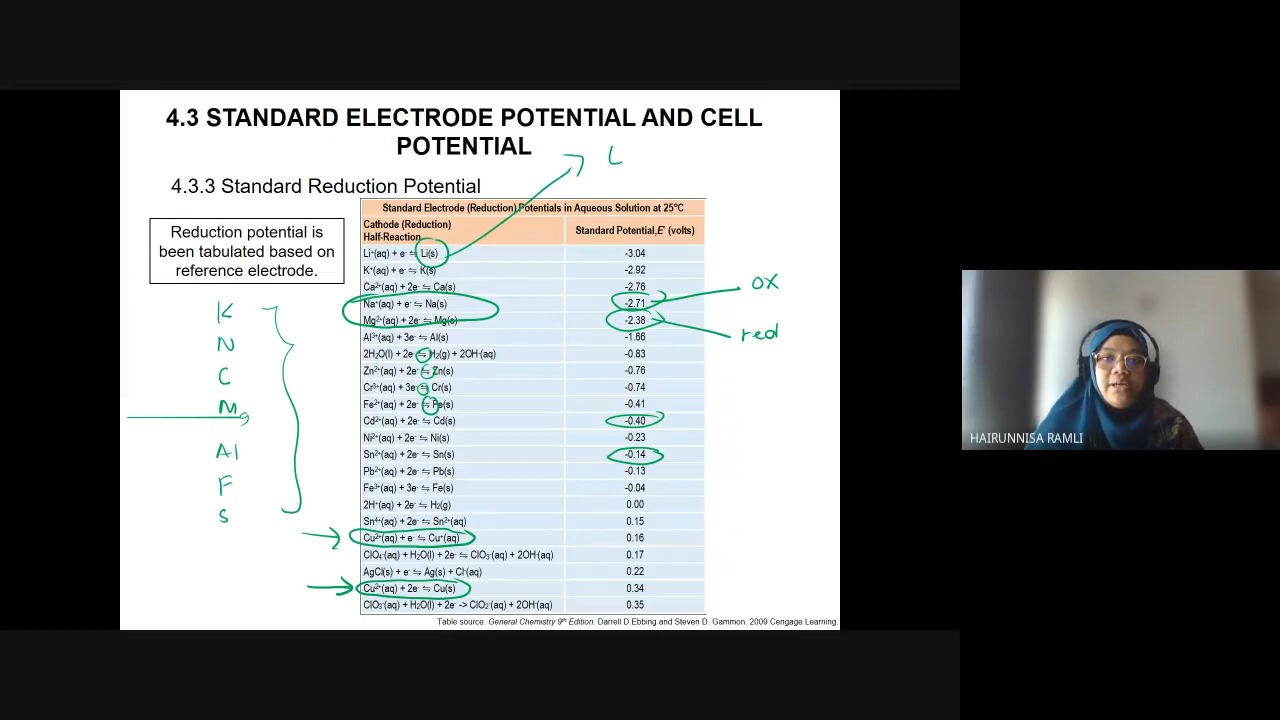 4.3 STANDARD ELECTRODE POTENTIAL AND CELL
POTENTIAL
L
4.3.3 Standard Reduction Potential
Reduction potential is
been tabulated based on
reference electrode.
K
N
C
Mg
Al
F
S
Standard Electrode (Reduction) Potentials in Aqueous Solution at 25°C
Cathode (Reduction)
Half-Reaction
Standard Potential, E° (volts)
Li⁺(aq) + e⁻ ⇋ Li(s) -3.04
K⁺(aq) + e⁻ ⇋ K(s) -2.92
Ca²⁺(aq) + 2e⁻ ⇋ Ca(s) -2.76
Na⁺(aq) + e⁻ ⇋ Na(s) -2.71
Mg²⁺(aq) + 2e⁻ ⇋ Mg(s) -2.38
Al³⁺(aq) + 3e⁻ ⇋ Al(s) -1.66
2H₂O(l) + 2e⁻ ⇋ H₂(g) + 2OH⁻(aq) -0.83
Zn²⁺(aq) + 2e⁻ ⇋ Zn(s) -0.76
Cr³⁺(aq) + 3e⁻ ⇋ Cr(s) -0.74
Fe²⁺(aq) + 2e⁻ ⇋ Fe(s) -0.41
Cd²⁺(aq) + 2e⁻ ⇋ Cd(s) -0.40
Ni²⁺(aq) + 2e⁻ ⇋ Ni(s) -0.23
Sn²⁺(aq) + 2e⁻ ⇋ Sn(s) -0.14
Pb²⁺(aq) + 2e⁻ ⇋ Pb(s) -0.13
Fe³⁺(aq) + 3e⁻ ⇋ Fe(s) -0.04
2H⁺(aq) + 2e⁻ ⇋ H₂(g) 0.00
Sn⁴⁺(aq) + 2e⁻ ⇋ Sn²⁺(aq) 0.15
Cu²⁺(aq) + e⁻ ⇋ Cu⁺(aq) 0.16
ClO₄⁻(aq) + H₂O(l) + 2e⁻ ⇋ ClO₃⁻(aq) + 2OH⁻(aq) 0.17
AgCl(s) + e⁻ ⇋ Ag(s) + Cl⁻(aq) 0.22
Cu²⁺(aq) + 2e⁻ ⇋ Cu(s) 0.34
ClO₃⁻(aq) + H₂O(l) + 2e⁻ -> ClO₂⁻(aq) + 2OH⁻(aq) 0.35
ox
red
Table source: General Chemistry 9th Edition. Darrell D.Ebbing and Steven D. Gammon. 2009 Cengage Learning.
HAIRUNNISA RAMLI